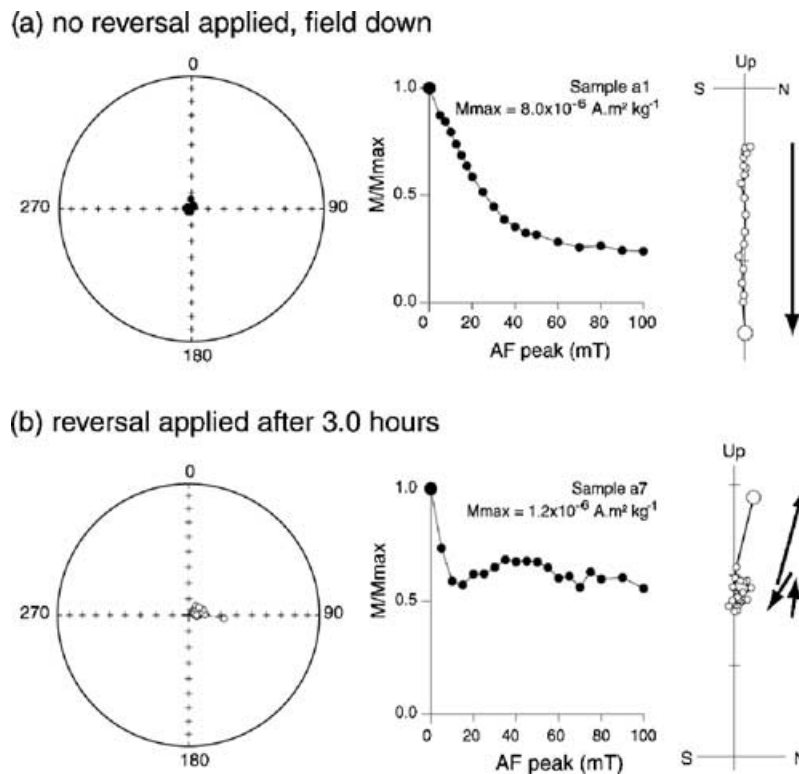 (a) no reversal applied, field down
0
270
90
180
M/Mmax
1.0
0.5
0.0
Sample a1
Mmax = 8.0x10⁻⁶ A.m² kg⁻¹
0 20 40 60 80 100
AF peak (mT)
Up
S N
(b) reversal applied after 3.0 hours
0
270
90
180
M/Mmax
1.0
0.5
0.0
Sample a7
Mmax = 1.2x10⁻⁶ A.m² kg⁻¹
0 20 40 60 80 100
AF peak (mT)
Up
S N